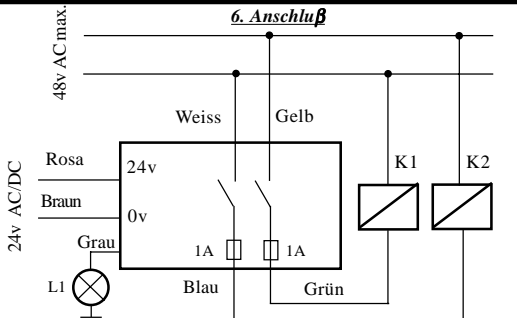 6. Anschluβ
48v AC max.
Weiss Gelb
K1 K2
Rosa
24v
24v AC/DC
Braun
0v
Grau
1A 1A
L1
Blau Grün